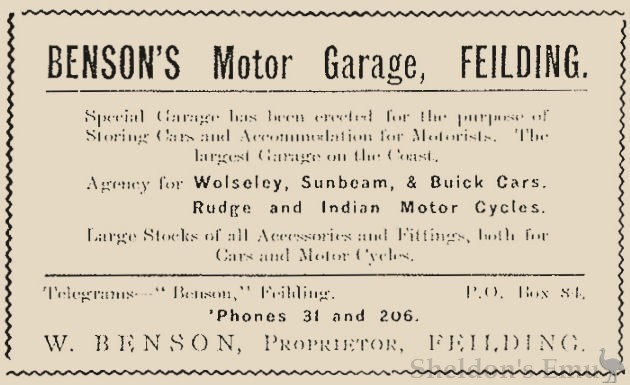 BENSON'S Motor Garage, FEILDING.
Special Garage has been erected for the purpose of
Storing Cars and Accommodation for Motorists. The
largest Garage on the Coast.
Agency for Wolseley, Sunbeam, & Buick Cars.
Rudge and Indian Motor Cycles.
Large Stocks of all Accessories and Fittings, both for
Cars and Motor Cycles.
Telegrams—"Benson," Feilding. P.O. Box 84.
'Phones 31 and 206.
W. BENSON, PROPRIETOR, FEILDING.
Sheldon's Emu